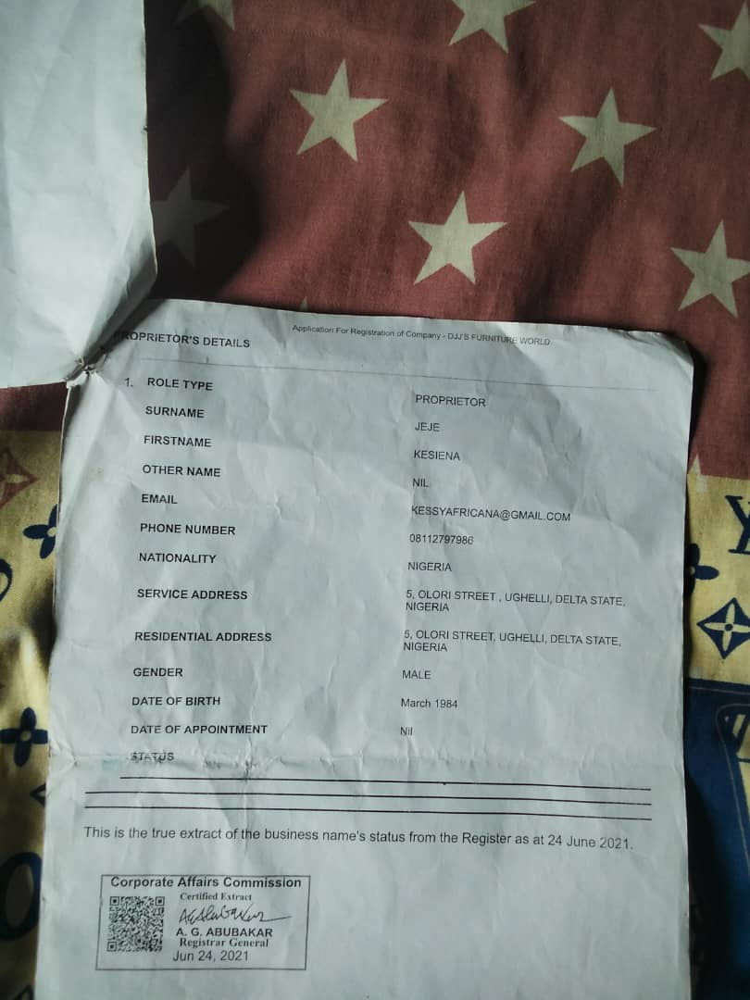 Application For Registration of Company - DJJ'S FURNITURE WORLD
PROPRIETOR'S DETAILS
1. ROLE TYPE PROPRIETOR
SURNAME JEJE
FIRSTNAME KESIENA
OTHER NAME NIL
EMAIL KESSYAFRICANA@GMAIL.COM
PHONE NUMBER 08112797986
NATIONALITY NIGERIA
SERVICE ADDRESS 5, OLORI STREET , UGHELLI, DELTA STATE,
NIGERIA
RESIDENTIAL ADDRESS 5, OLORI STREET, UGHELLI, DELTA STATE,
NIGERIA
GENDER MALE
DATE OF BIRTH March 1984
DATE OF APPOINTMENT Nil
STATUS
This is the true extract of the business name's status from the Register as at 24 June 2021.
Corporate Affairs Commission
Certified Extract
A. G. ABUBAKAR
Registrar General
Jun 24, 2021